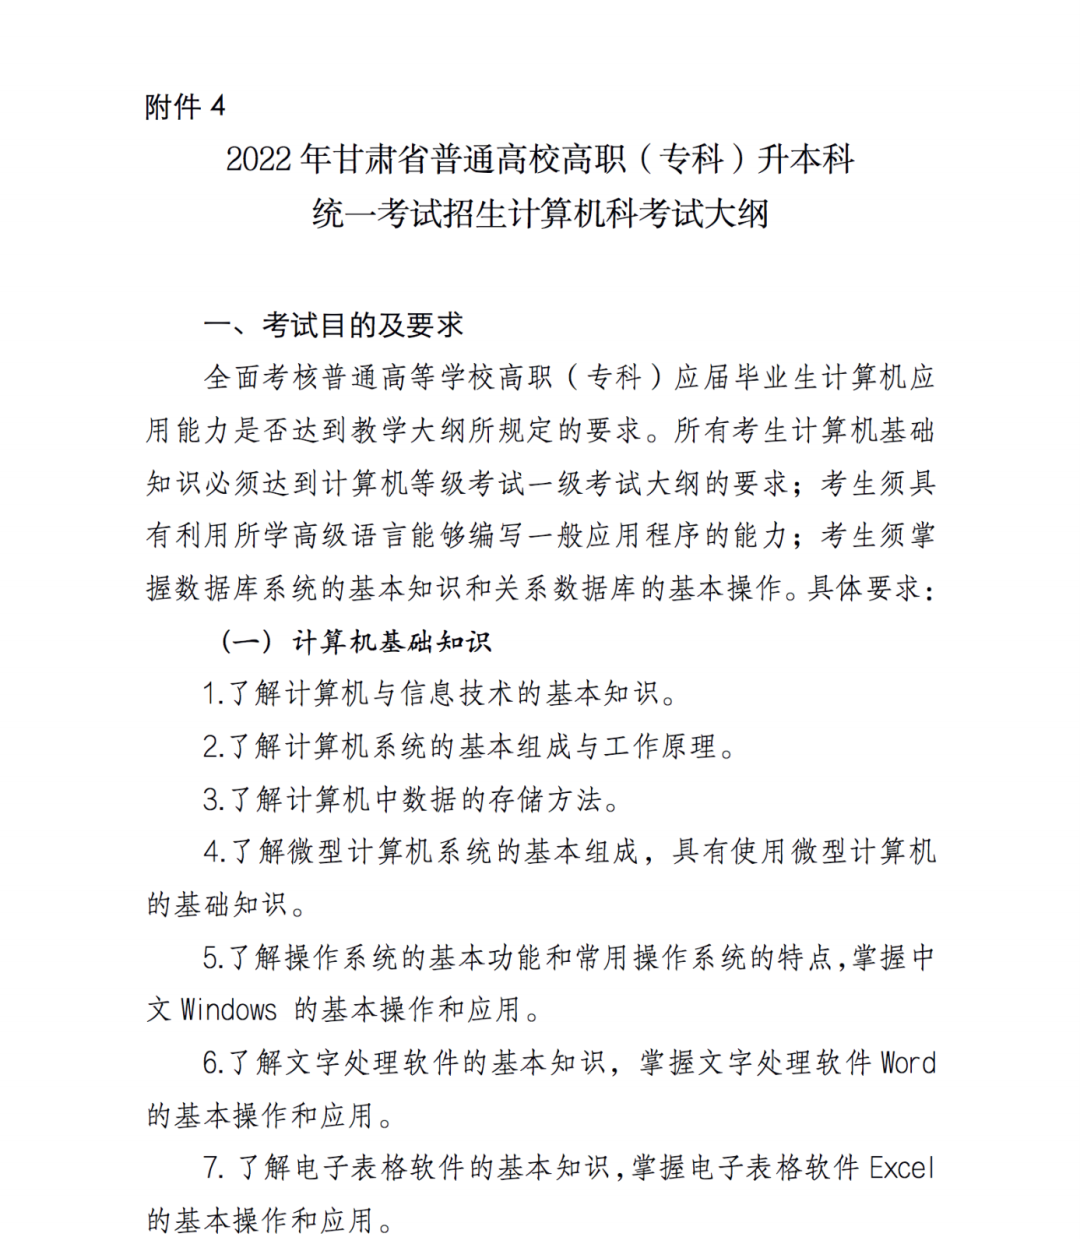 附件 4
2022 年甘肃省普通高校高职（专科）升本科
统一考试招生计算机科考试大纲
一、考试目的及要求
全面考核普通高等学校高职（专科）应届毕业生计算机应
用能力是否达到教学大纲所规定的要求。所有考生计算机基础
知识必须达到计算机等级考试一级考试大纲的要求；考生须具
有利用所学高级语言能够编写一般应用程序的能力；考生须掌
握数据库系统的基本知识和关系数据库的基本操作。具体要求：
（一）计算机基础知识
1.了解计算机与信息技术的基本知识。
2.了解计算机系统的基本组成与工作原理。
3.了解计算机中数据的存储方法。
4.了解微型计算机系统的基本组成，具有使用微型计算机
的基础知识。
5.了解操作系统的基本功能和常用操作系统的特点，掌握中
文 Windows 的基本操作和应用。
6.了解文字处理软件的基本知识，掌握文字处理软件 Word
的基本操作和应用。
7. 了解电子表格软件的基本知识，掌握电子表格软件 Excel
的基本操作和应用。